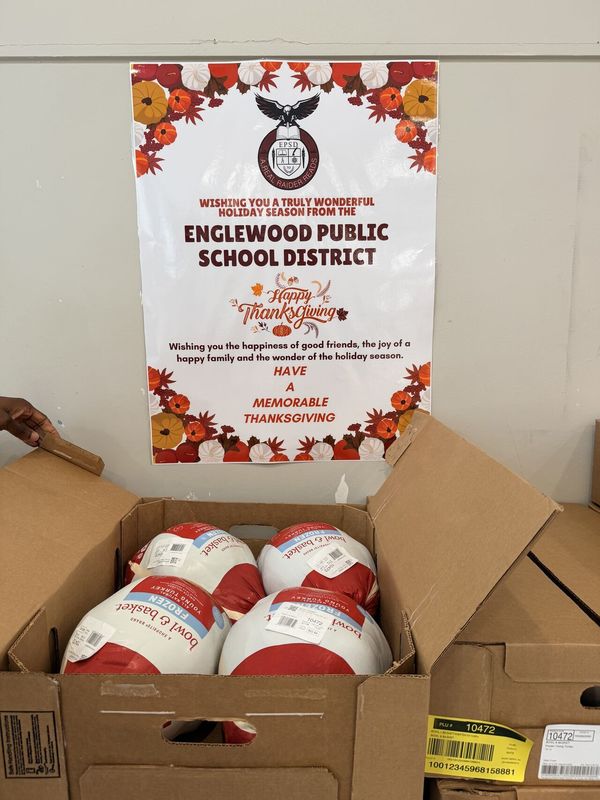 EPSD
A REAL RAIDER READS
WISHING YOU A TRULY WONDERFUL
HOLIDAY SEASON FROM THE
ENGLEWOOD PUBLIC
SCHOOL DISTRICT
Happy
Thanksgiving
Wishing you the happiness of good friends, the joy of a
happy family and the wonder of the holiday season.
HAVE
A
MEMORABLE
THANKSGIVING
bowl & basket
bowl & basket
FROZEN
YOUNG TURKEY
FROZEN
bowl & basket
A SHOPRITE® BRAND
10472
bowl & basket
PLU # 10472
10012345968158881
10472